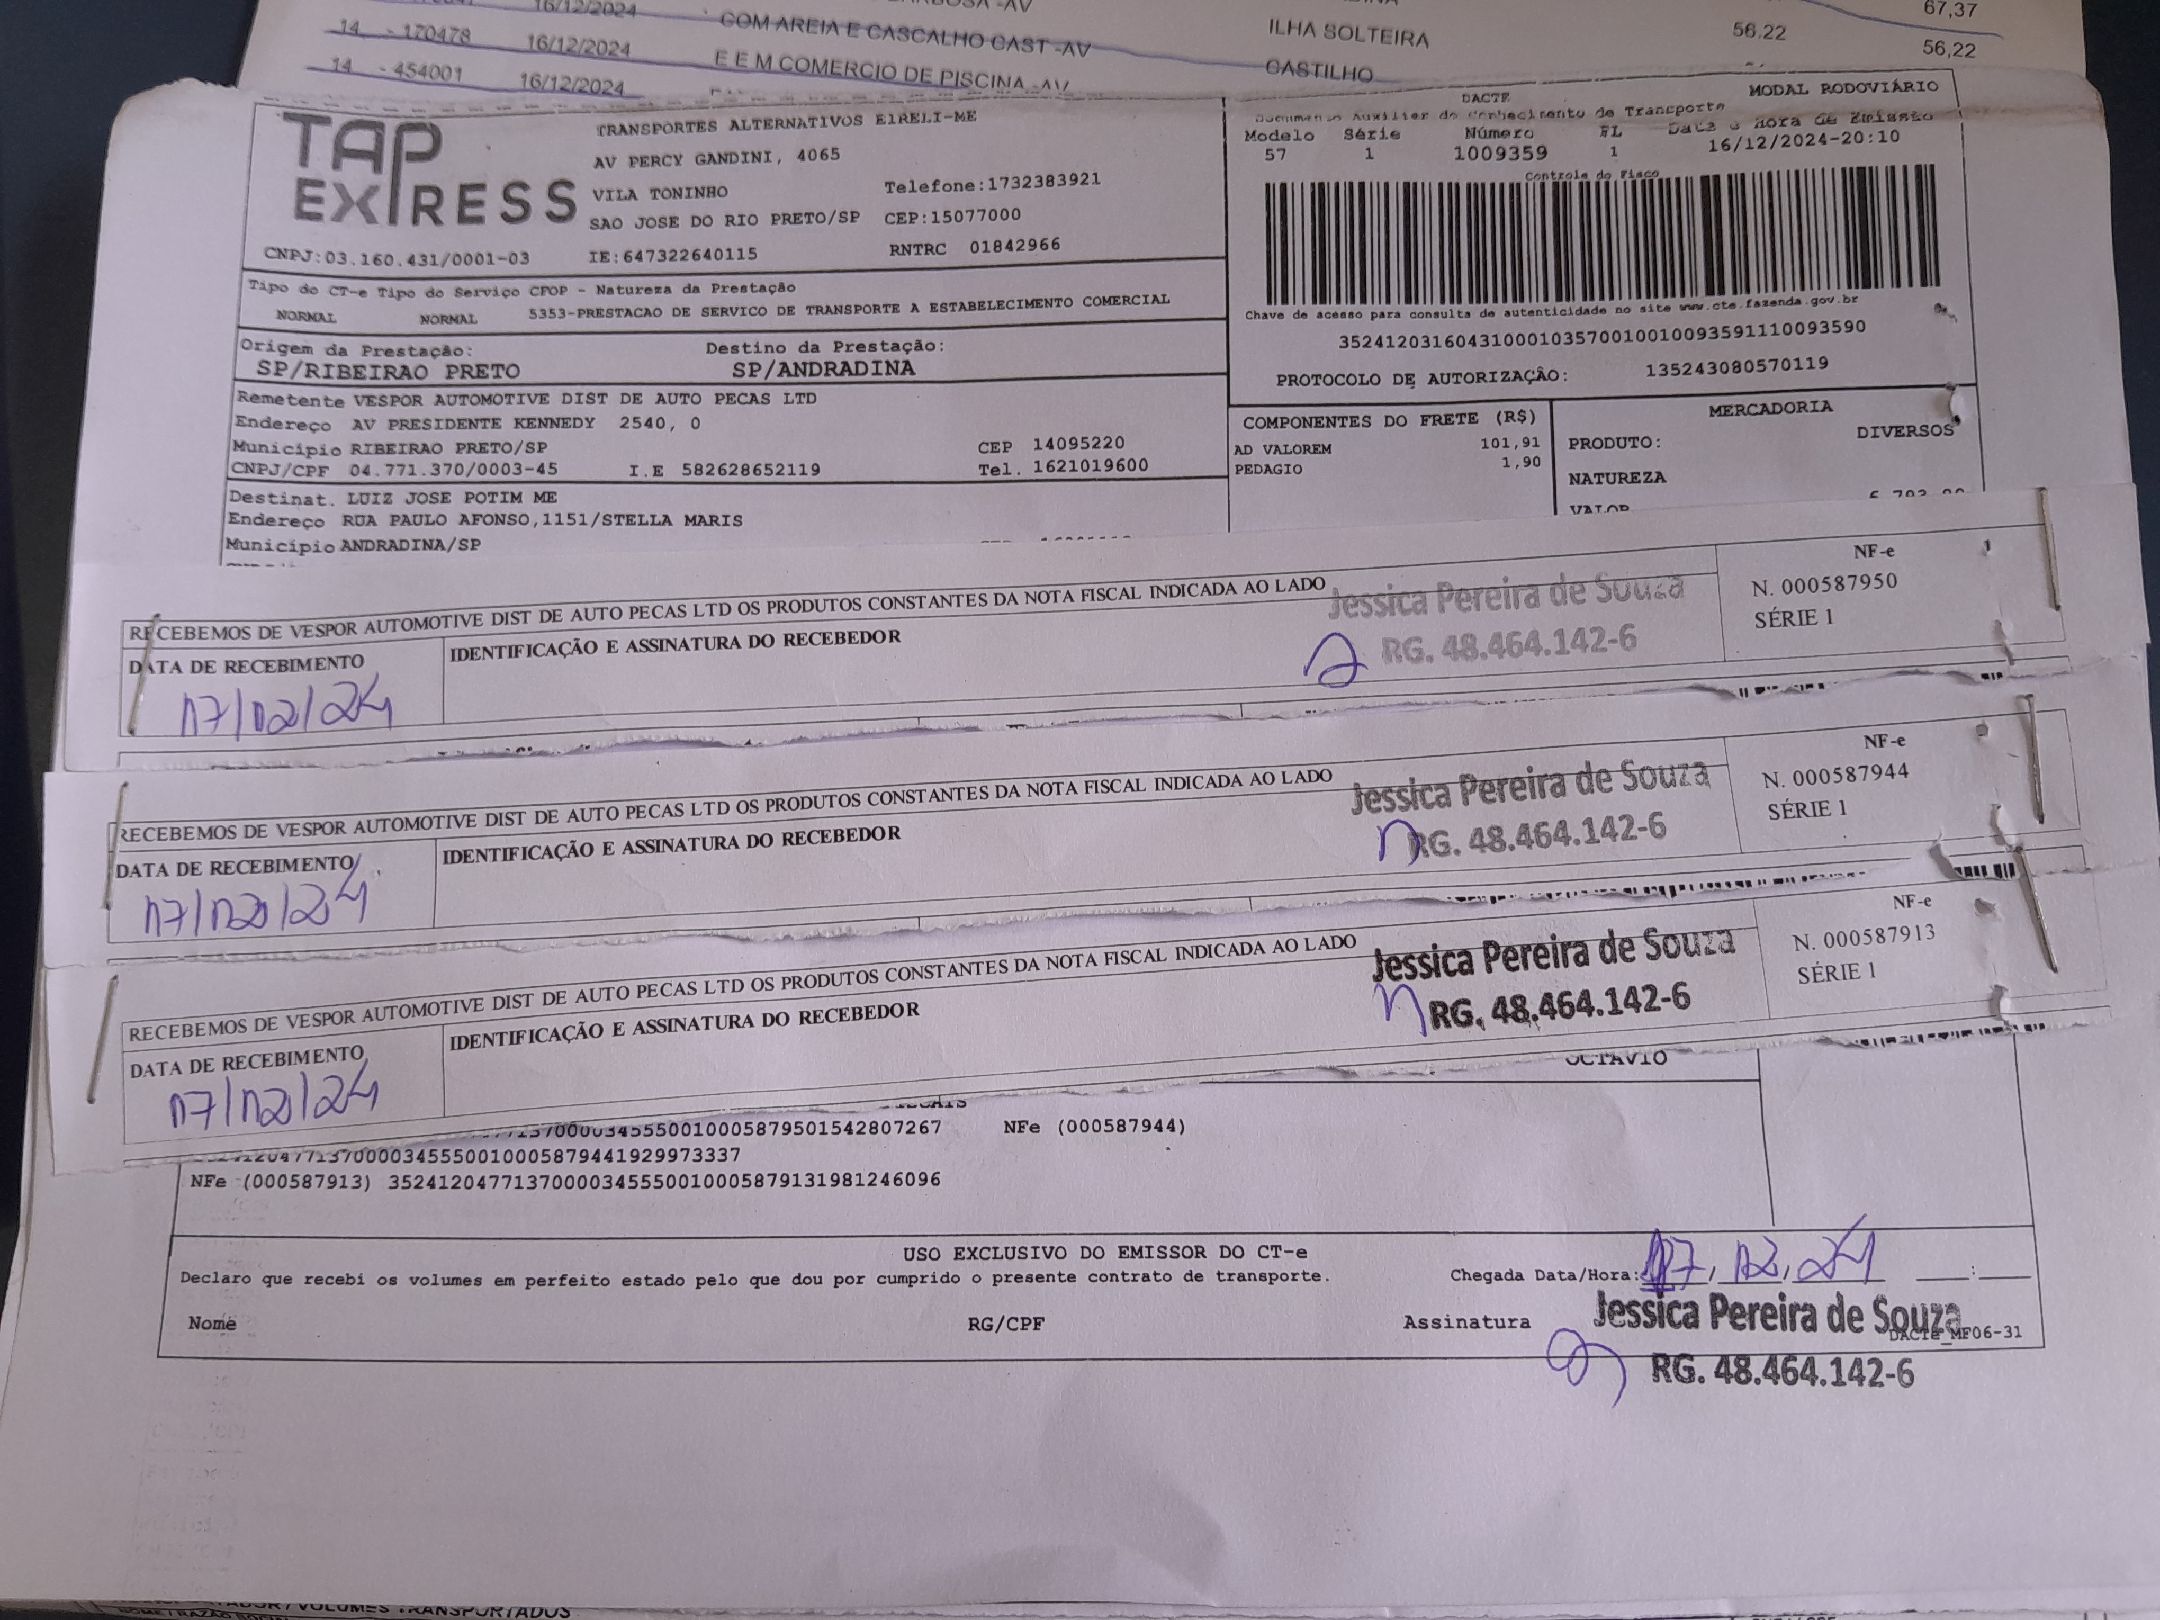 16/12/2024
67,37
14 - 170478 16/12/2024 COM AREIA E CASCALHO CAST -AV ILHA SOLTEIRA 56,22 56,22
14 - 454001 16/12/2024 E E M COMERCIO DE PISCINA -AV CASTILHO
TAP EXPRESS
TRANSPORTES ALTERNATIVOS EIRELI-ME
AV PERCY GANDINI, 4065
VILA TONINHO Telefone:1732383921
SAO JOSE DO RIO PRETO/SP CEP:15077000
CNPJ:03.160.431/0001-03 IE:647322640115 RNTRC 01842966
DACTE MODAL RODOVIÁRIO
Documento Auxiliar do Conhecimento de Transporte
Modelo Série Número FL Data e Hora de Emissão
57 1 1009359 1 16/12/2024-20:10
Controle do Fisco
Chave de acesso para consulta de autenticidade no site www.cte.fazenda.gov.br
35241203160431000103570010010093591110093590
PROTOCOLO DE AUTORIZAÇÃO: 135243080570119
Tipo do CT-e Tipo do Serviço CFOP - Natureza da Prestação
NORMAL NORMAL 5353-PRESTACAO DE SERVICO DE TRANSPORTE A ESTABELECIMENTO COMERCIAL
Origem da Prestação: Destino da Prestação:
SP/RIBEIRAO PRETO SP/ANDRADINA
Remetente VESPOR AUTOMOTIVE DIST DE AUTO PECAS LTD
Endereço AV PRESIDENTE KENNEDY 2540, 0
Município RIBEIRAO PRETO/SP CEP 14095220
CNPJ/CPF 04.771.370/0003-45 I.E 582628652119 Tel. 1621019600
Destinat. LUIZ JOSE POTIM ME
Endereço RUA PAULO AFONSO,1151/STELLA MARIS
Município ANDRADINA/SP
COMPONENTES DO FRETE (R$)
AD VALOREM 101,91
PEDAGIO 1,90
MERCADORIA
PRODUTO: DIVERSOS
NATUREZA
VALOR
RECEBEMOS DE VESPOR AUTOMOTIVE DIST DE AUTO PECAS LTD OS PRODUTOS CONSTANTES DA NOTA FISCAL INDICADA AO LADO
DATA DE RECEBIMENTO IDENTIFICAÇÃO E ASSINATURA DO RECEBEDOR
17/12/24
Jessica Pereira de Souza
RG. 48.464.142-6
NF-e
N. 000587950
SÉRIE 1
RECEBEMOS DE VESPOR AUTOMOTIVE DIST DE AUTO PECAS LTD OS PRODUTOS CONSTANTES DA NOTA FISCAL INDICADA AO LADO
DATA DE RECEBIMENTO IDENTIFICAÇÃO E ASSINATURA DO RECEBEDOR
17/12/24
Jessica Pereira de Souza
RG. 48.464.142-6
NF-e
N. 000587944
SÉRIE 1
RECEBEMOS DE VESPOR AUTOMOTIVE DIST DE AUTO PECAS LTD OS PRODUTOS CONSTANTES DA NOTA FISCAL INDICADA AO LADO
DATA DE RECEBIMENTO IDENTIFICAÇÃO E ASSINATURA DO RECEBEDOR
17/12/24
Jessica Pereira de Souza
RG. 48.464.142-6
NF-e
N. 000587913
SÉRIE 1
OCTAVIO
NFe (000587944)
NFe (000587913) 35241204771370000345550010005879131981246096
USO EXCLUSIVO DO EMISSOR DO CT-e
Declaro que recebi os volumes em perfeito estado pelo que dou por cumprido o presente contrato de transporte. Chegada Data/Hora: 17, 12, 24 :
Nome RG/CPF Assinatura
Jessica Pereira de Souza
DACTE_MF06-31
RG. 48.464.142-6
VOLUMES TRANSPORTADOS